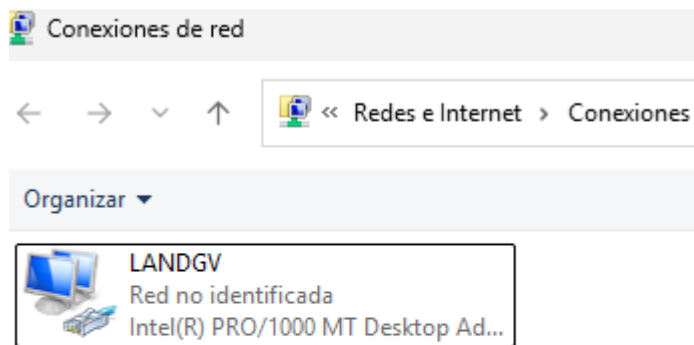 Conexiones de red
« Redes e Internet > Conexiones
Organizar
LANDGV
Red no identificada
Intel(R) PRO/1000 MT Desktop Ad...